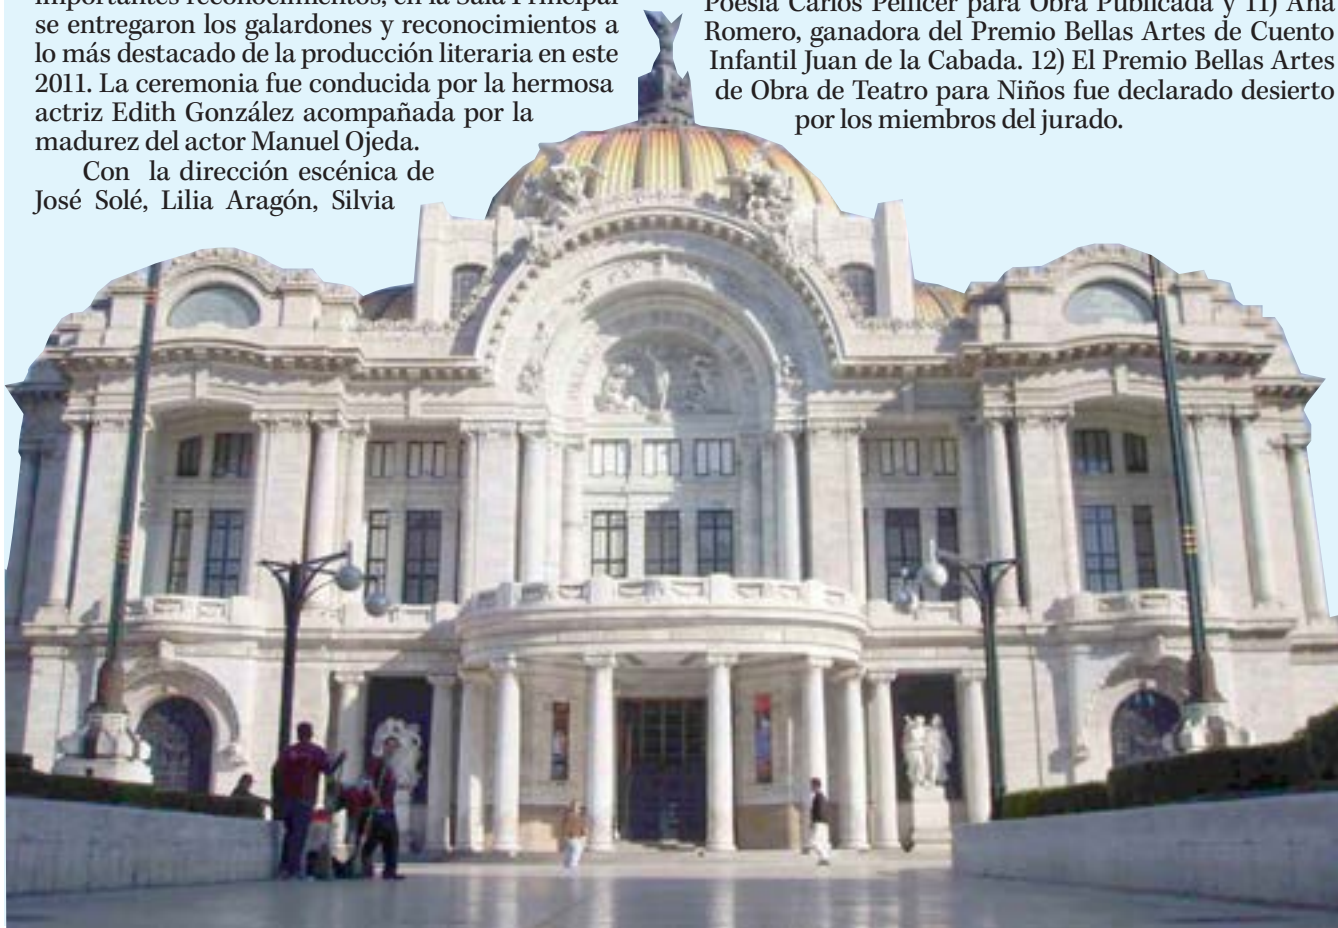 importantes reconocimientos, en la Sala Principal
se entregaron los galardones y reconocimientos a
lo más destacado de la producción literaria en este
2011. La ceremonia fue conducida por la hermosa
actriz Edith González acompañada por la
madurez del actor Manuel Ojeda.
Con la dirección escénica de
José Solé, Lilia Aragón, Silvia
Poesía Carlos Pellicer para Obra Publicada y 11) Ana
Romero, ganadora del Premio Bellas Artes de Cuento
Infantil Juan de la Cabada. 12) El Premio Bellas Artes
de Obra de Teatro para Niños fue declarado desierto
por los miembros del jurado.